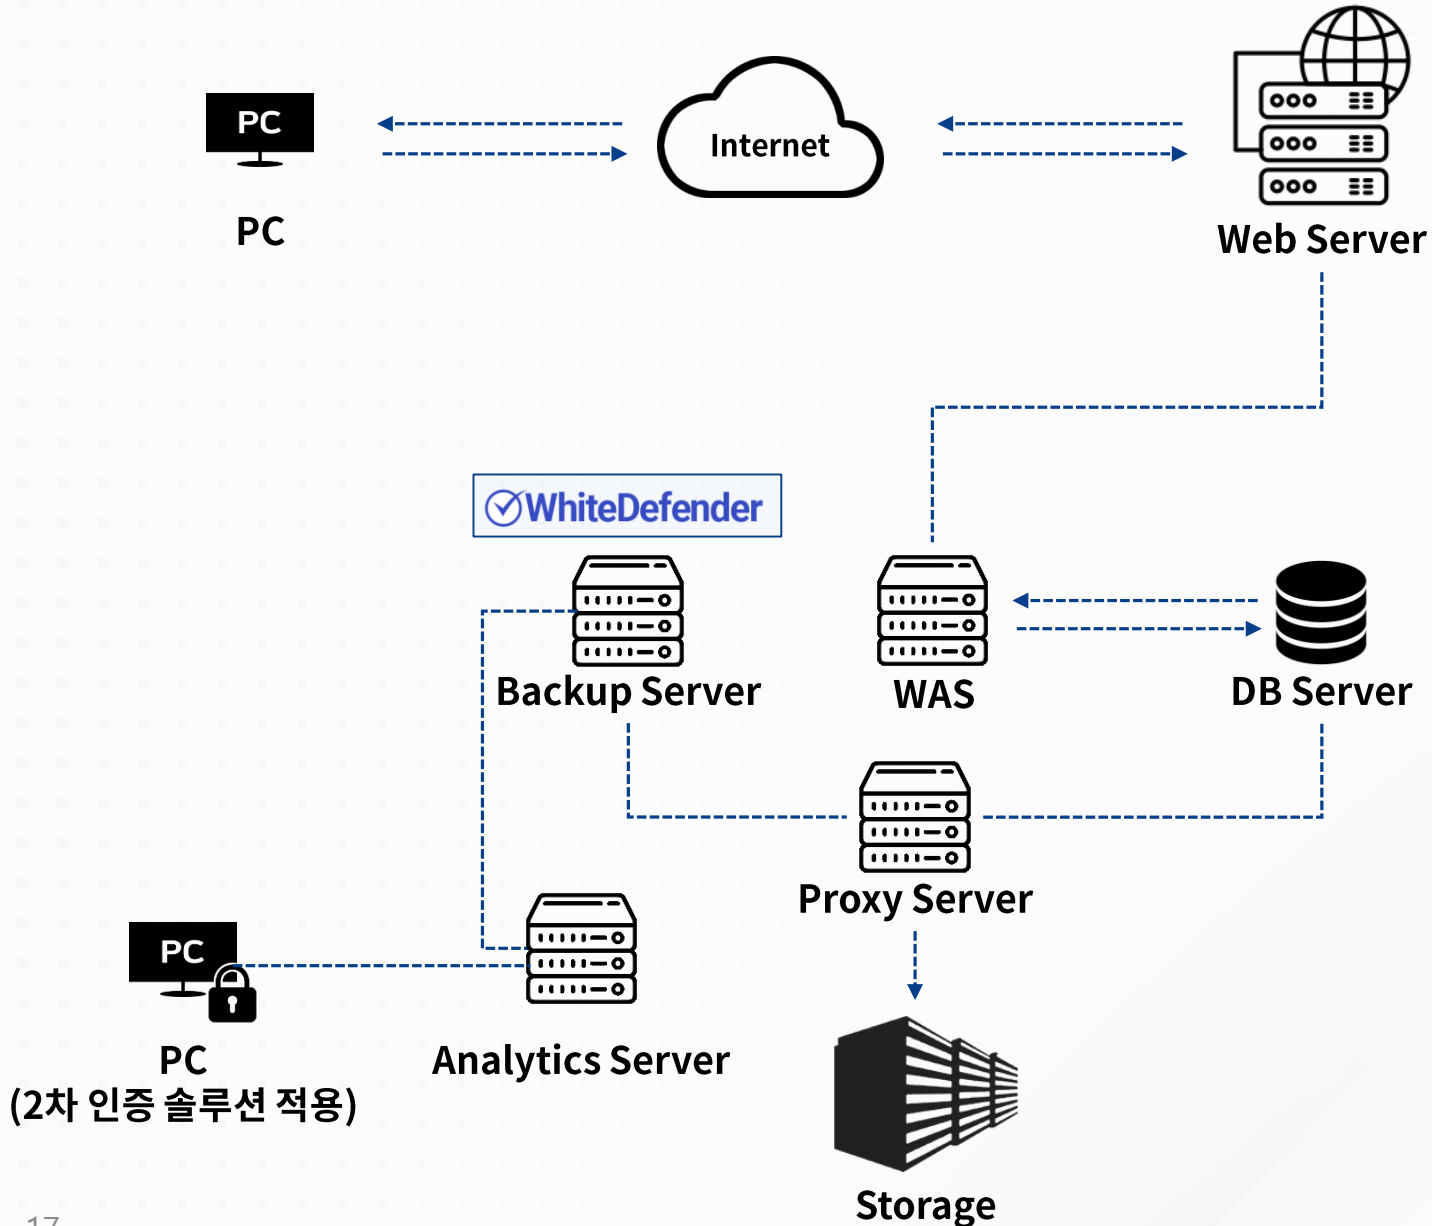 PC
Internet
PC
Web Server
WhiteDefender
Backup Server
WAS
DB Server
Proxy Server
PC
PC
(2차 인증 솔루션 적용)
Analytics Server
Storage
17